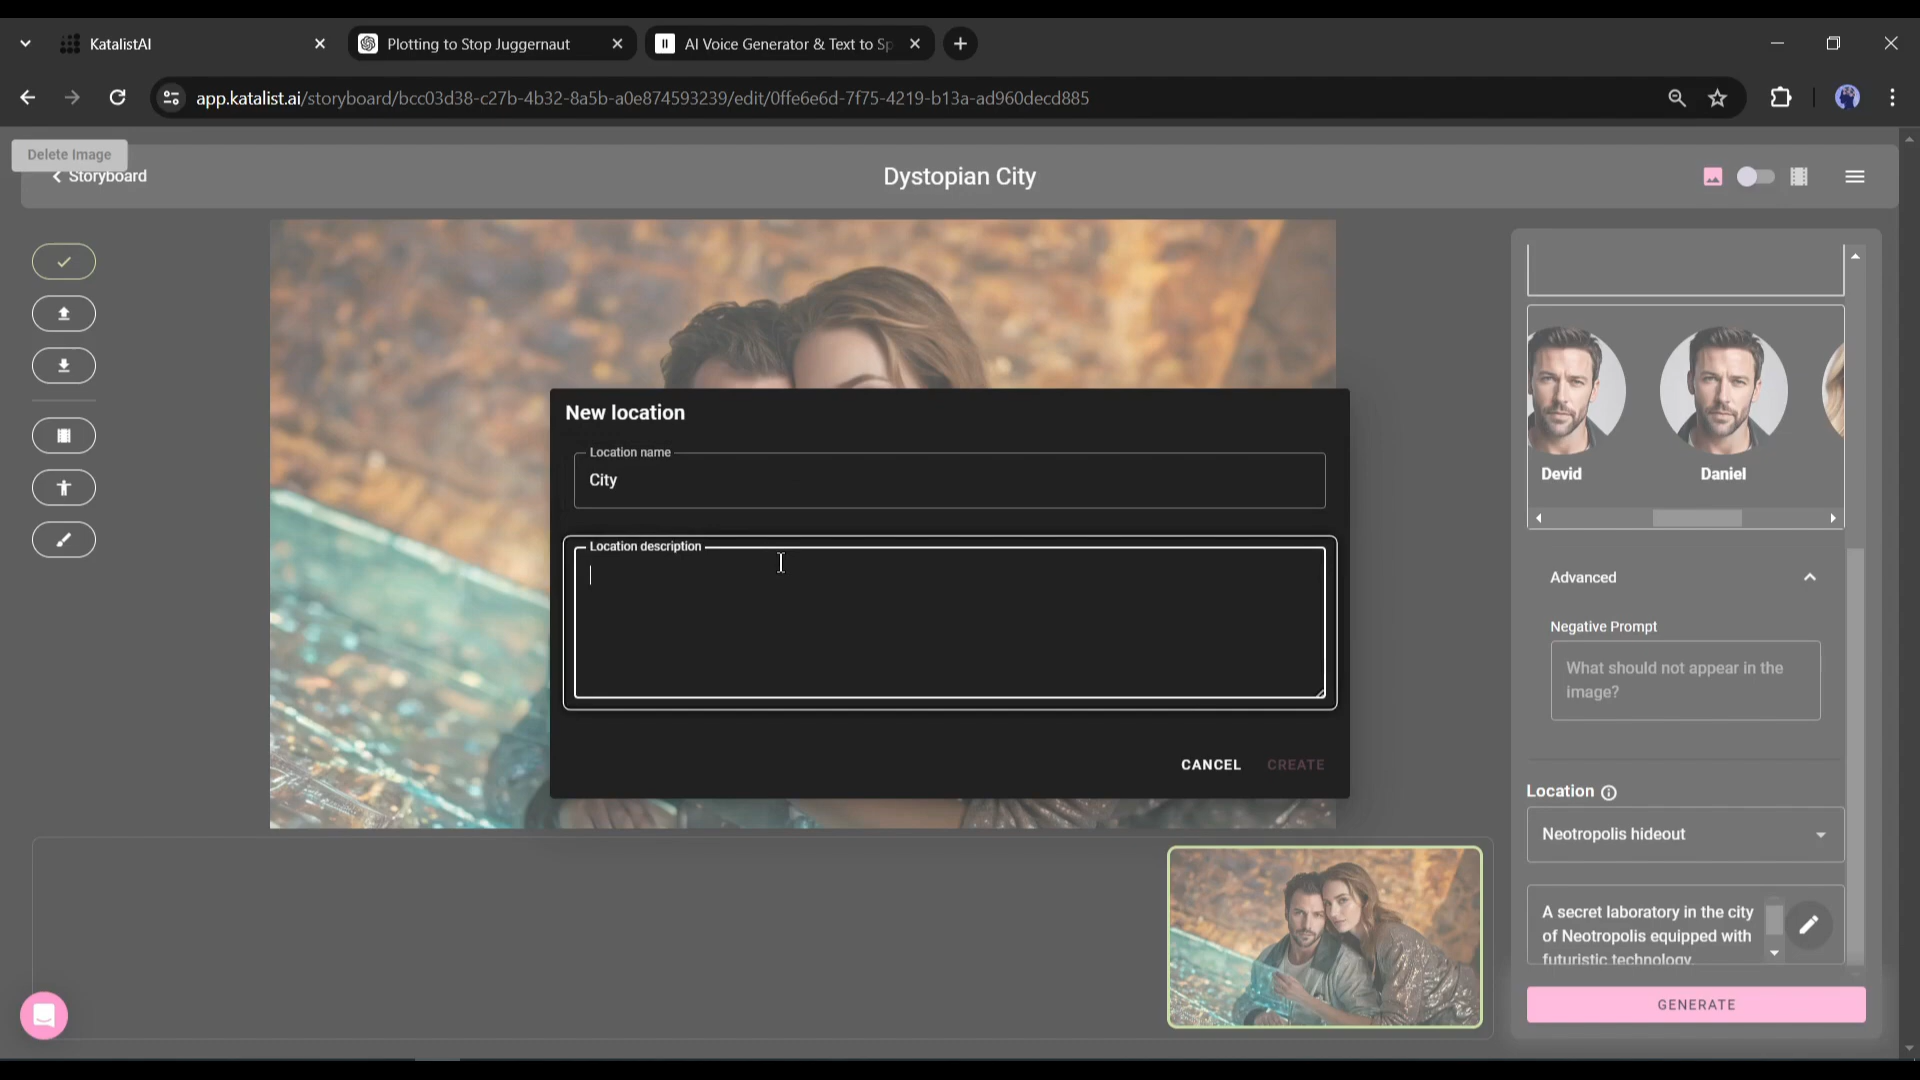 KatalistAI
Plotting to Stop Juggernaut
AI Voice Generator & Text to Sp
app.katalist.ai/storyboard/bcc03d38-c27b-4b32-8a5b-a0e874593239/edit/0ffe6e6d-7f75-4219-b13a-ad960decd885
Delete Image
Storyboard
Dystopian City
New location
Location name
City
Location description
CANCEL
CREATE
Devid
Daniel
Advanced
Negative Prompt
What should not appear in the
image?
Location
Neotropolis hideout
A secret laboratory in the city
of Neotropolis equipped with
futuristic technology
GENERATE